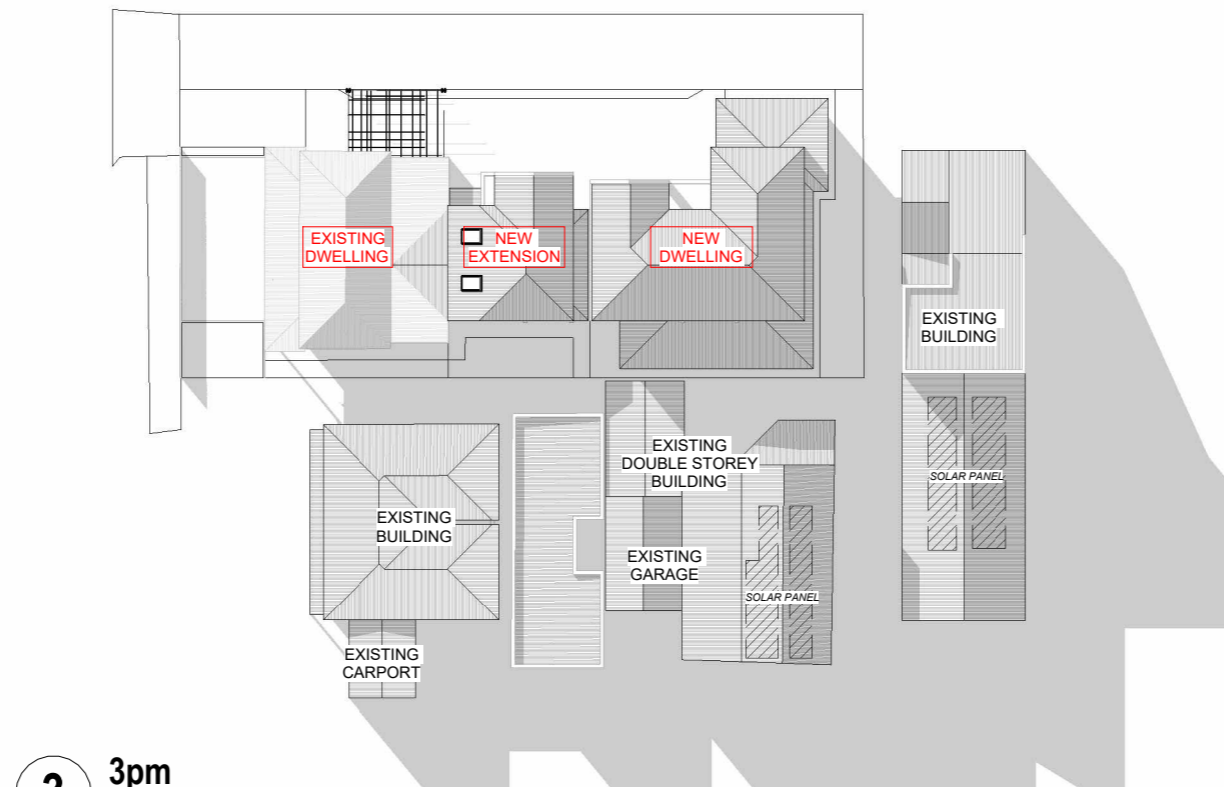 EXISTING
DWELLING
NEW
EXTENSION
NEW
DWELLING
EXISTING
BUILDING
EXISTING
DOUBLE STOREY
BUILDING
SOLAR PANEL
EXISTING
BUILDING
EXISTING
GARAGE
SOLAR PANEL
EXISTING
CARPORT
3pm